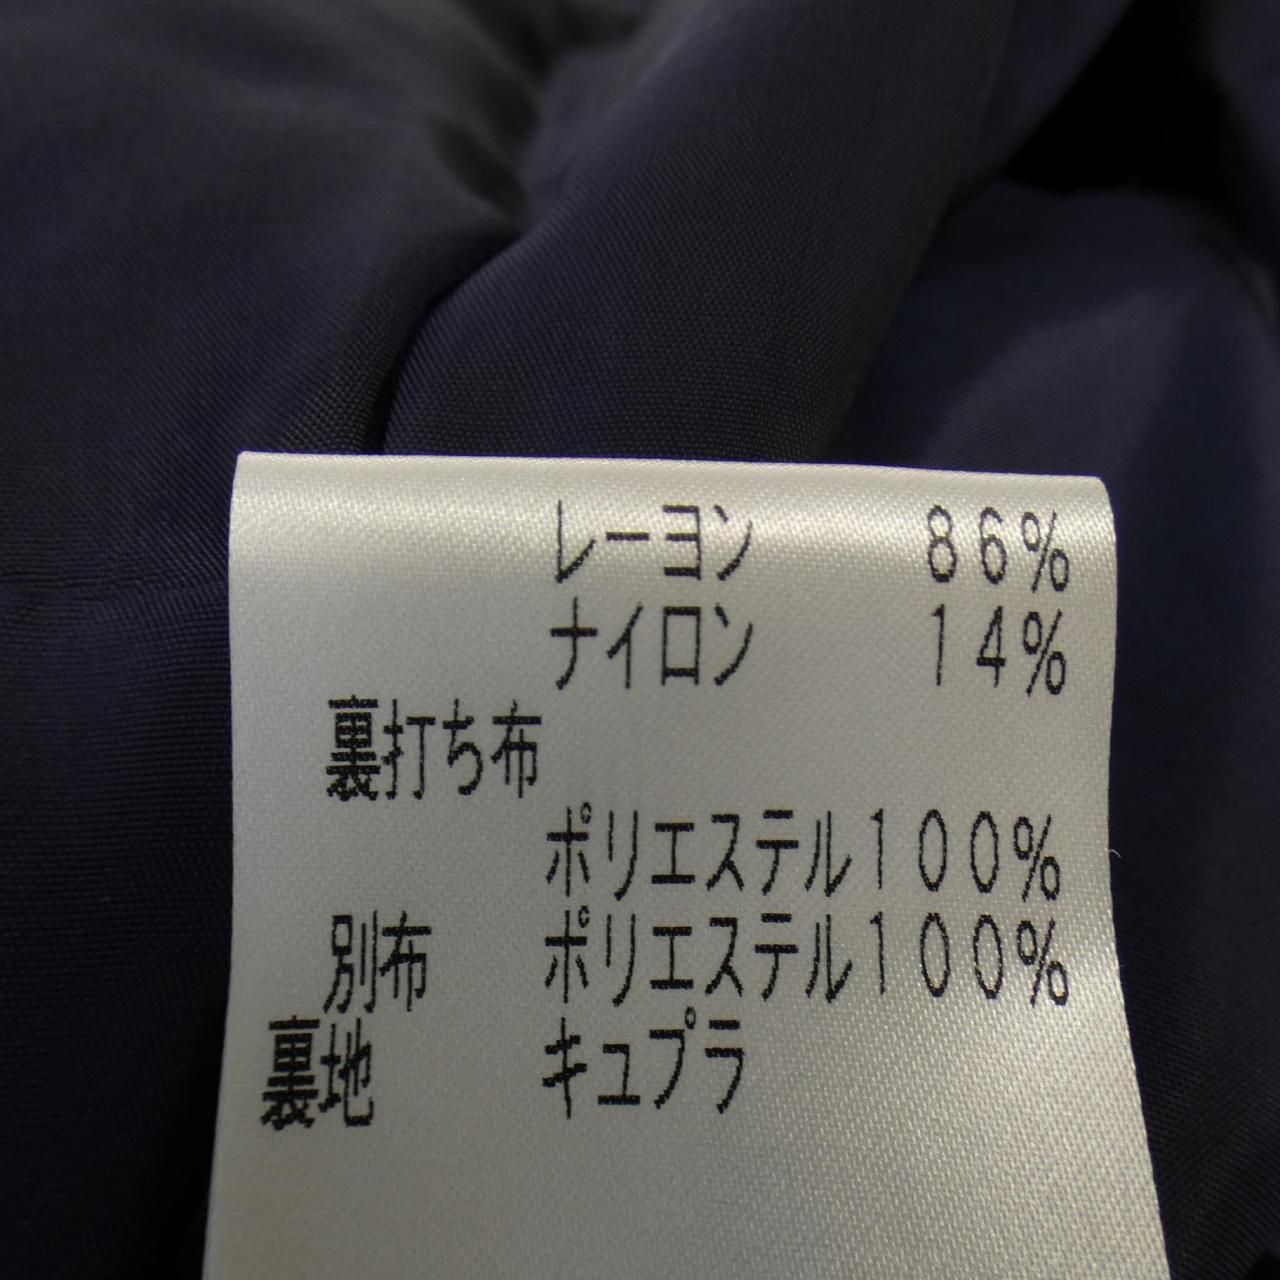 レーヨン 86%
ナイロン 14%
裏打ち布
ポリエステル100%
別布 ポリエステル100%
裏地 キュプラ